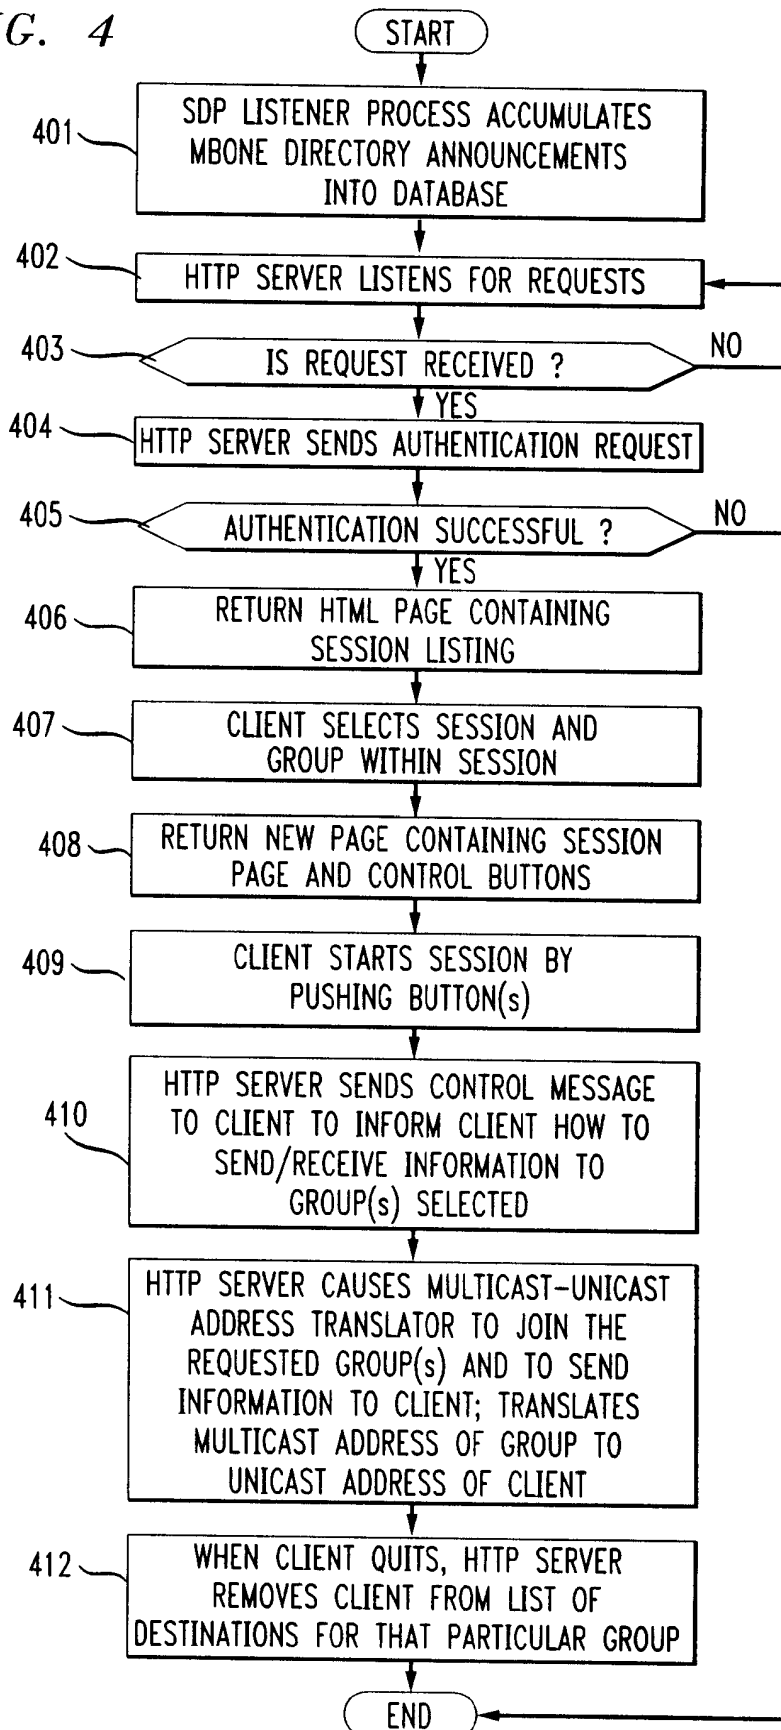 IG. 4
START
401
SDP LISTENER PROCESS ACCUMULATES
MBONE DIRECTORY ANNOUNCEMENTS
INTO DATABASE
402
HTTP SERVER LISTENS FOR REQUESTS
403
IS REQUEST RECEIVED ?
NO
YES
404
HTTP SERVER SENDS AUTHENTICATION REQUEST
405
AUTHENTICATION SUCCESSFUL ?
NO
YES
406
RETURN HTML PAGE CONTAINING
SESSION LISTING
407
CLIENT SELECTS SESSION AND
GROUP WITHIN SESSION
408
RETURN NEW PAGE CONTAINING SESSION
PAGE AND CONTROL BUTTONS
409
CLIENT STARTS SESSION BY
PUSHING BUTTON(s)
410
HTTP SERVER SENDS CONTROL MESSAGE
TO CLIENT TO INFORM CLIENT HOW TO
SEND/RECEIVE INFORMATION TO
GROUP(s) SELECTED
411
HTTP SERVER CAUSES MULTICAST-UNICAST
ADDRESS TRANSLATOR TO JOIN THE
REQUESTED GROUP(s) AND TO SEND
INFORMATION TO CLIENT; TRANSLATES
MULTICAST ADDRESS OF GROUP TO
UNICAST ADDRESS OF CLIENT
412
WHEN CLIENT QUITS, HTTP SERVER
REMOVES CLIENT FROM LIST OF
DESTINATIONS FOR THAT PARTICULAR GROUP
END